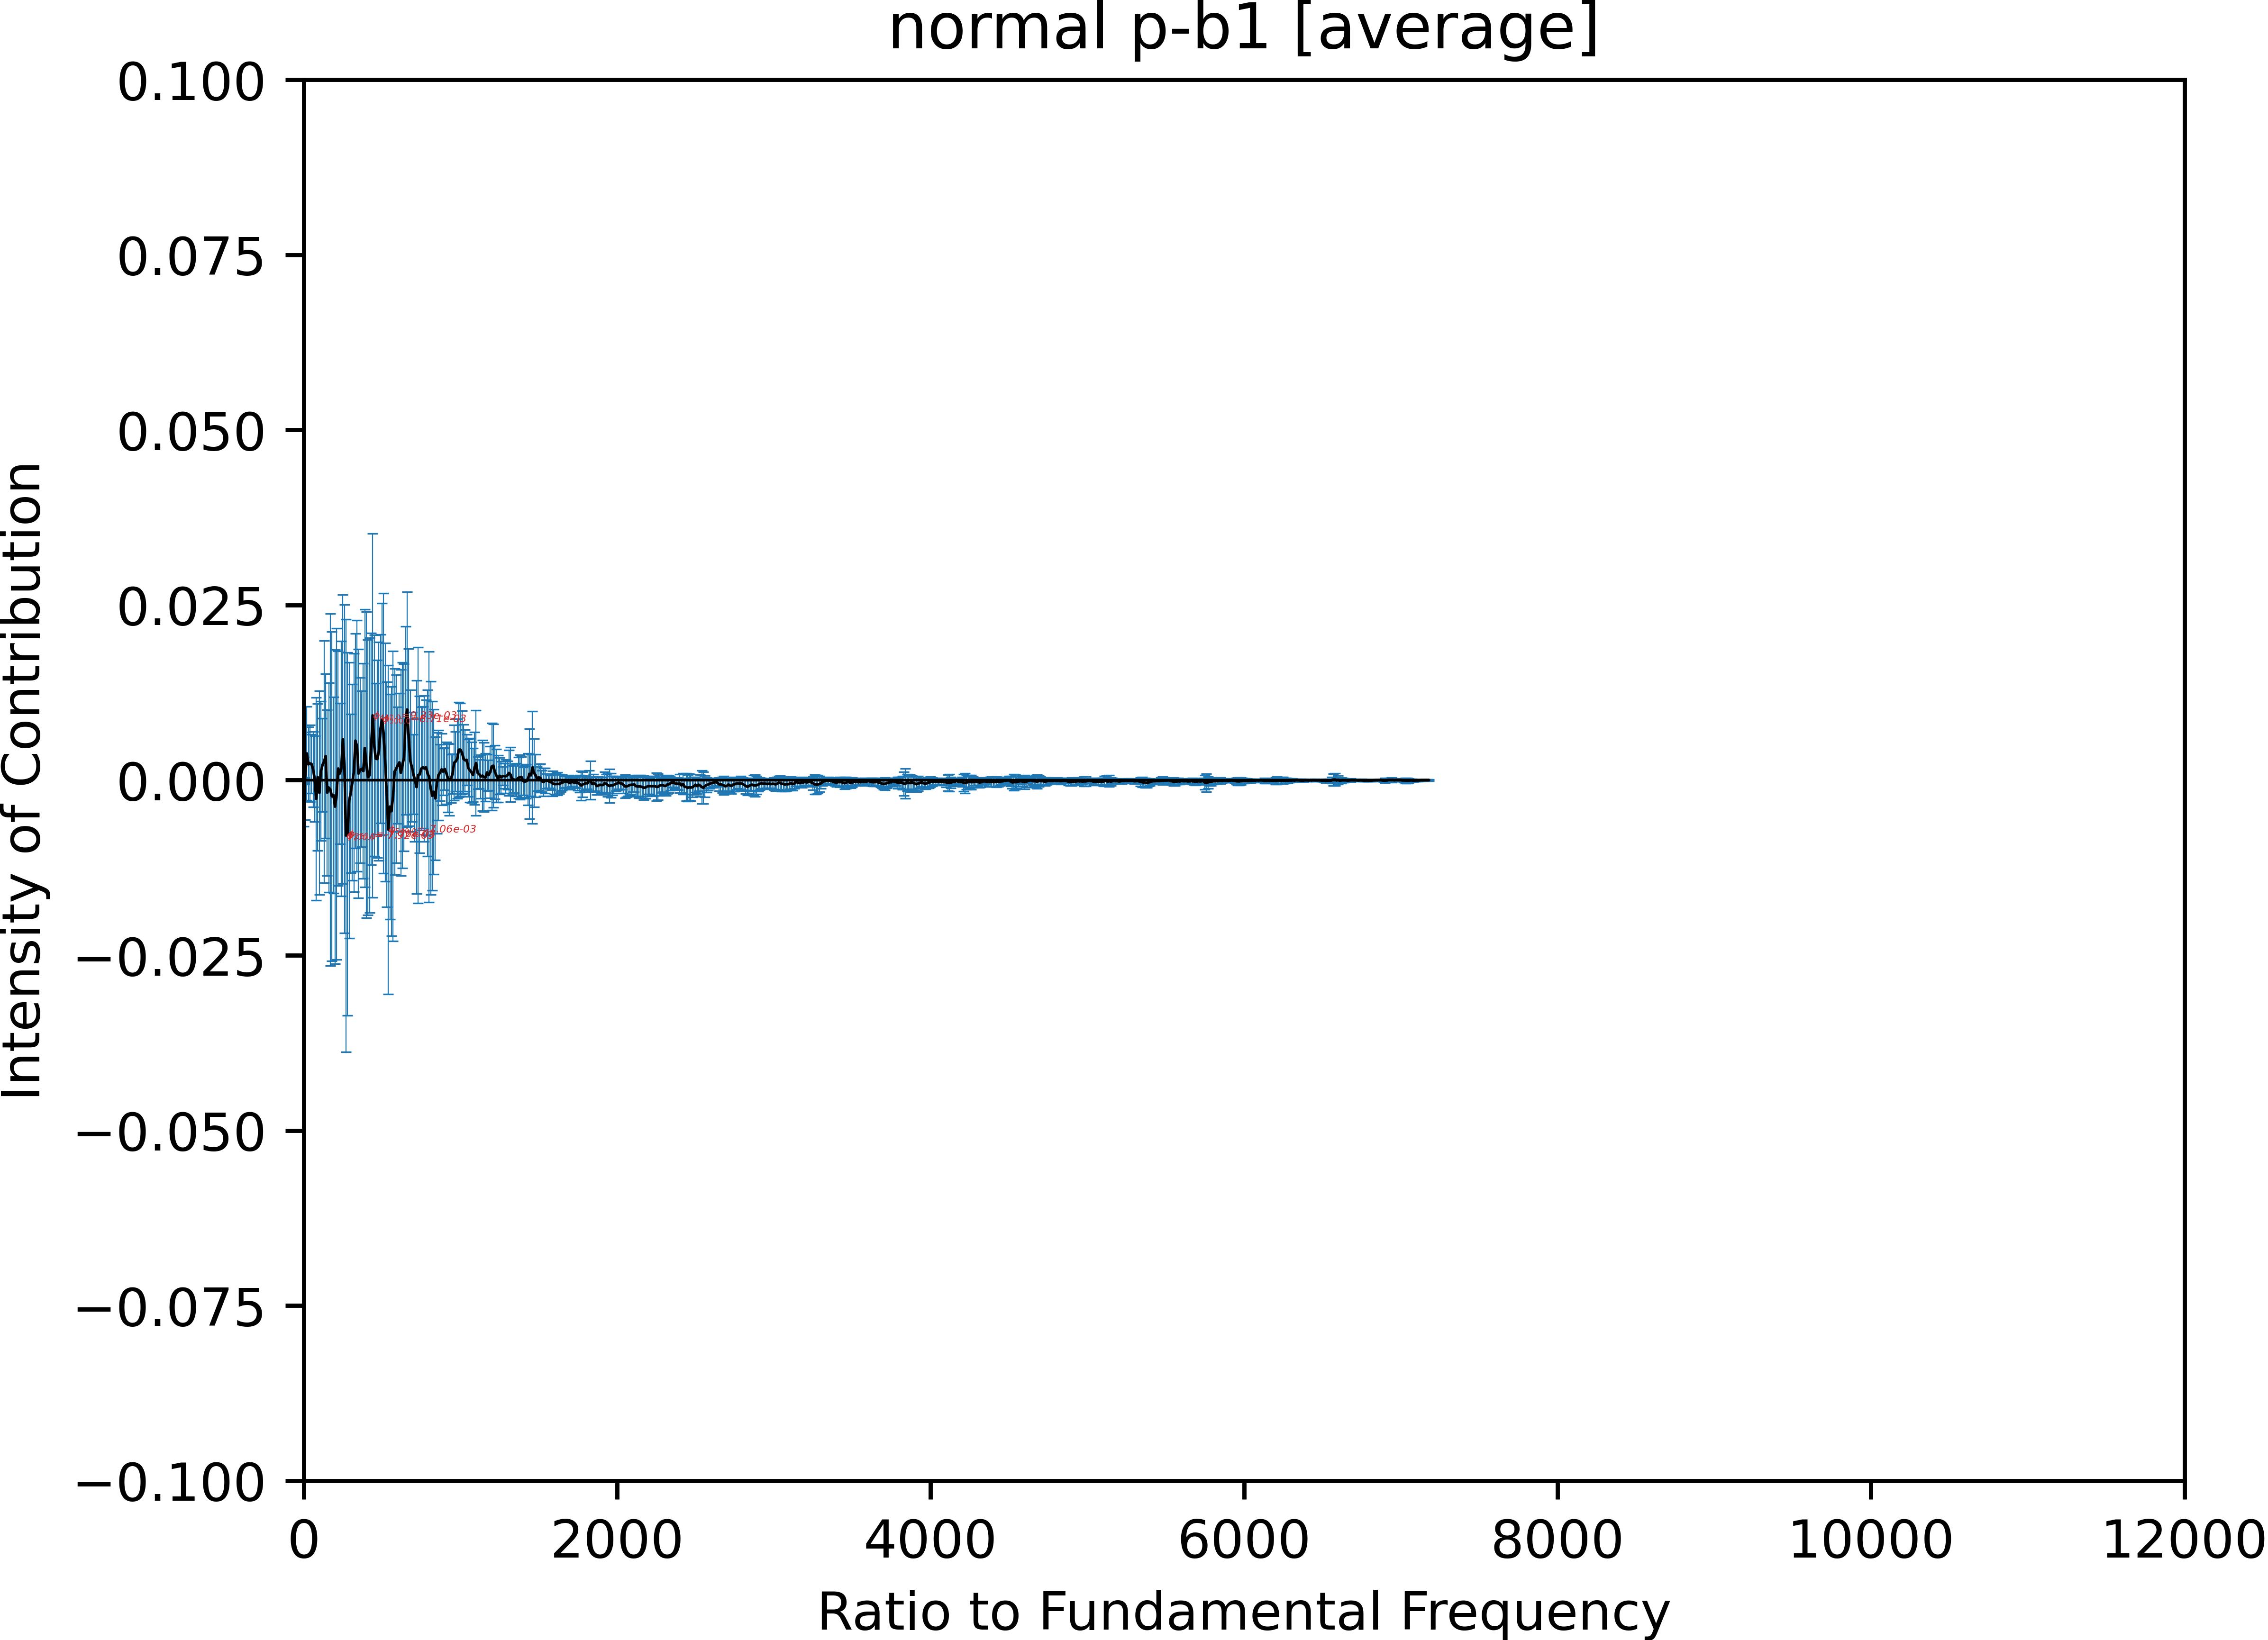 normal p-b1 [average]
0.100
0.075
0.050
0.025
0.000
−0.025
−0.050
−0.075
−0.100
Intensity of Contribution
0 2000 4000 6000 8000 10000 12000
Ratio to Fundamental Frequency